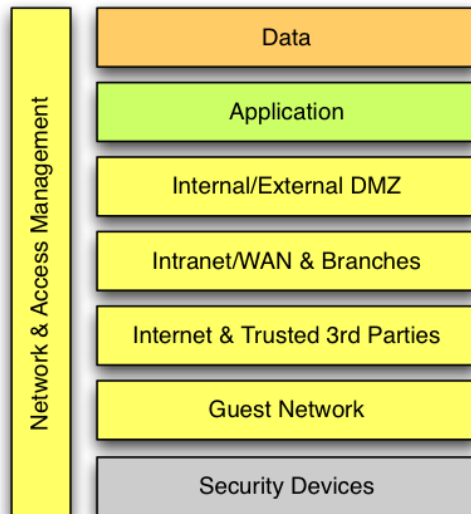 Network & Access Management
Data
Application
Internal/External DMZ
Intranet/WAN & Branches
Internet & Trusted 3rd Parties
Guest Network
Security Devices